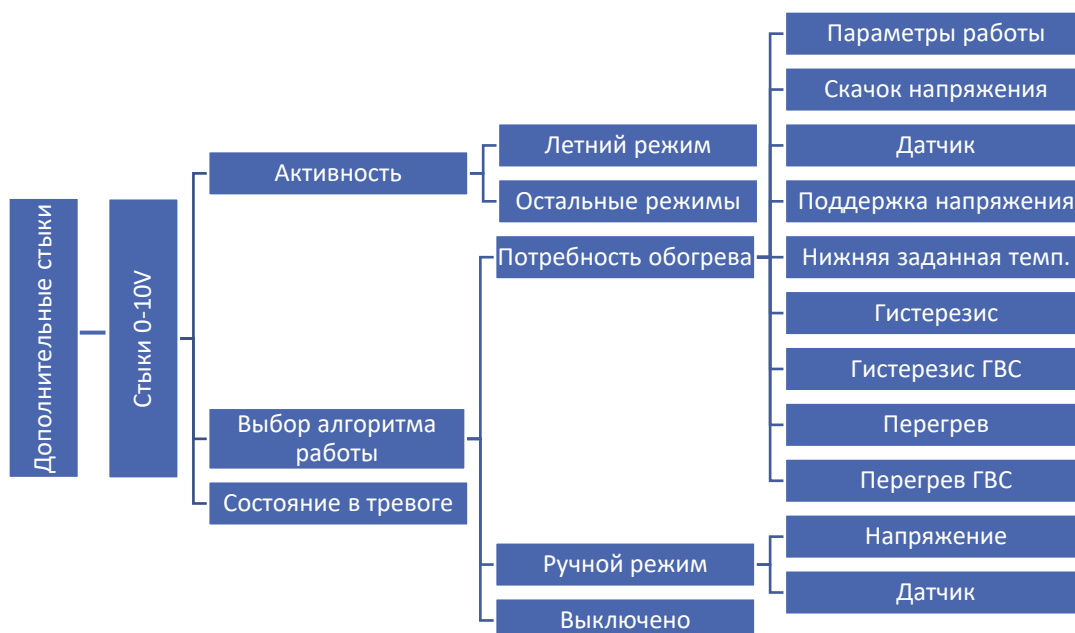 Дополнительные стыки
Стыки 0-10V
Активность
Летний режим
Остальные режимы
Выбор алгоритма
работы
Потребность обогрева
Параметры работы
Скачок напряжения
Датчик
Поддержка напряжения
Нижняя заданная темп.
Гистерезис
Гистерезис ГВС
Перегрев
Перегрев ГВС
Ручной режим
Напряжение
Датчик
Выключено
Состояние в тревоге